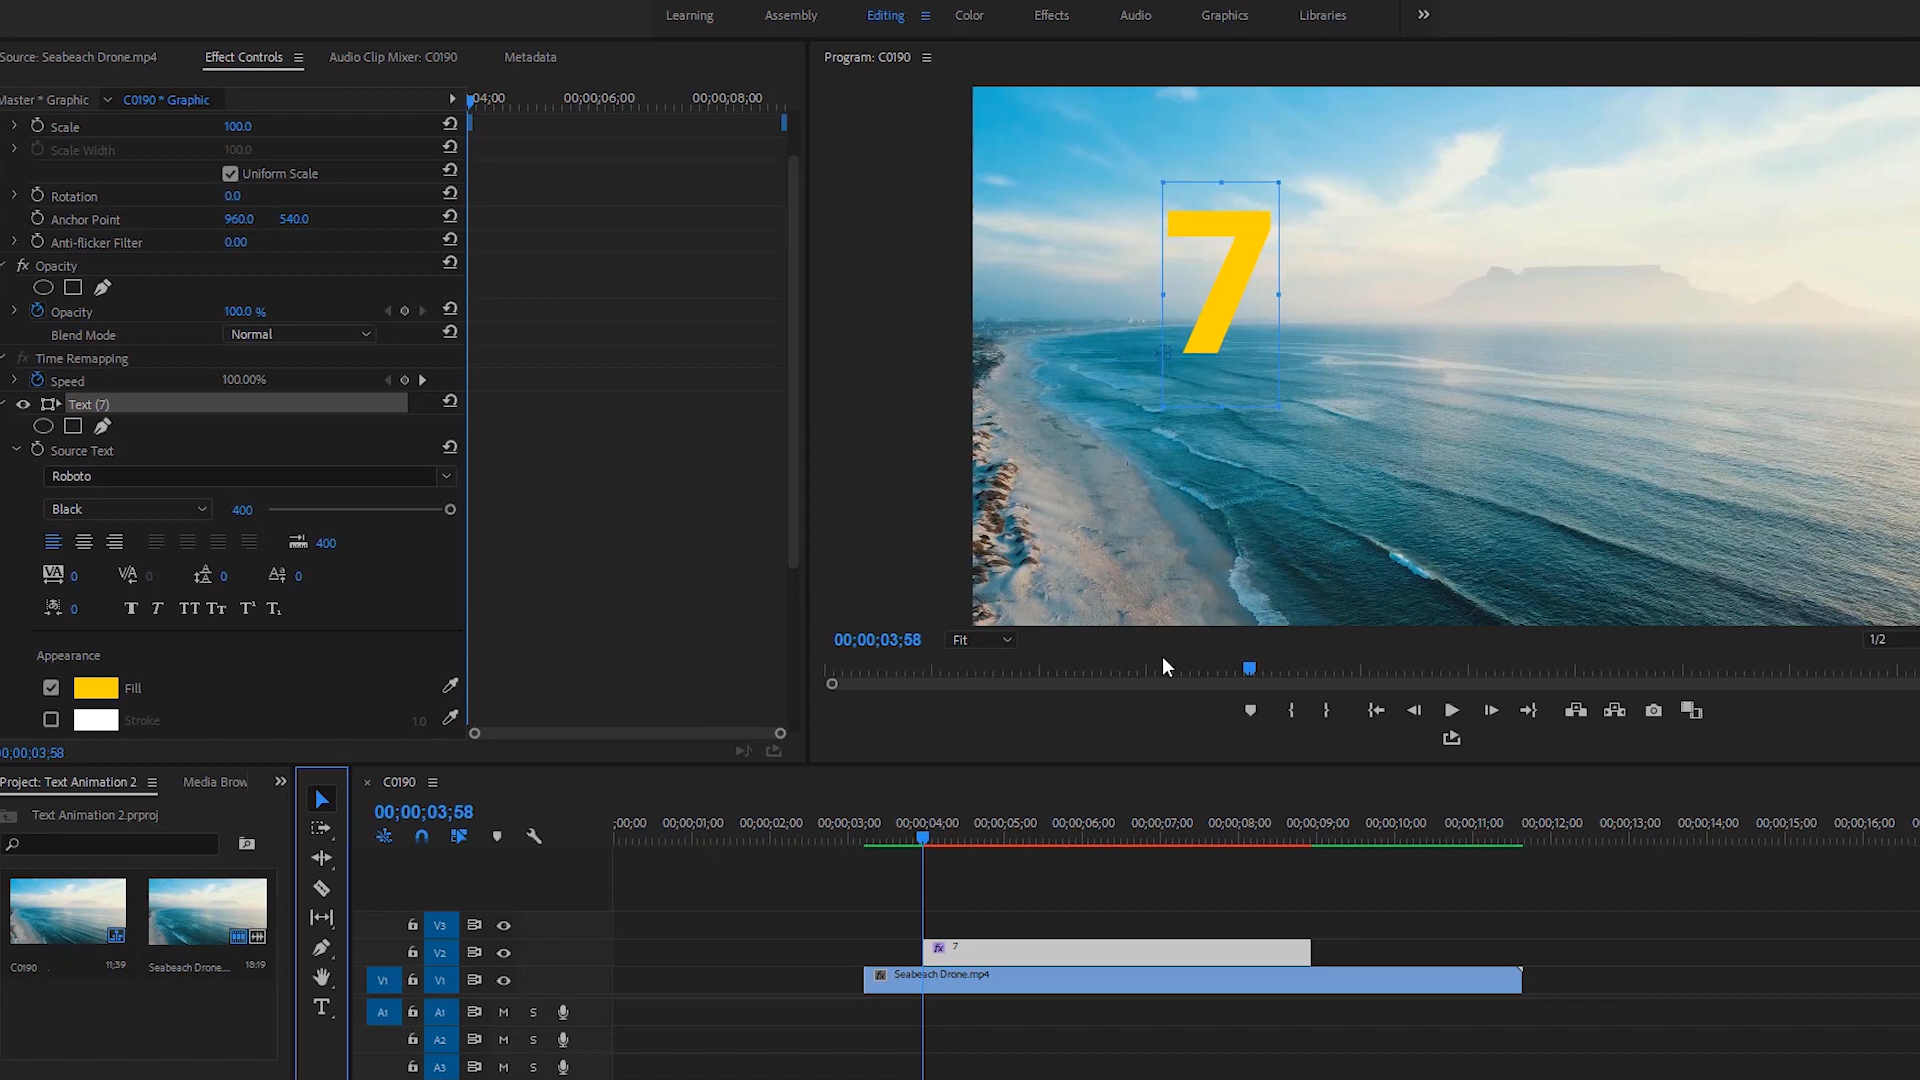 Learning Assembly Editing Color Effects Audio Graphics Libraries
Source: Seabeach Drone.mp4 Effect Controls Audio Clip Mixer: C0190 Metadata
Program: C0190
Master * Graphic C0190 * Graphic
04;00 00;00;06;00 00;00;08;00
Scale 100.0
Scale Width 100.0
Uniform Scale
Rotation 0.0
Anchor Point 960.0 540.0
Anti-flicker Filter 0.00
fx Opacity
Opacity 100.0 %
Blend Mode Normal
fx Time Remapping
Speed 100.00%
Text (7)
Source Text
Roboto
Black 400
400
0 0 0 0
0 T T TT Tr T¹ T₁
Appearance
Fill
Stroke 1.0
0;00;03;58
7
00;00;03;58 Fit 1/2
Project: Text Animation 2 Media Brow
Text Animation 2.prproj
C0190 11;39 Seabeach Drone... 18;19
C0190
00;00;03;58
;00;00 00;00;01;00 00;00;02;00 00;00;03;00 00;00;04;00 00;00;05;00 00;00;06;00 00;00;07;00 00;00;08;00 00;00;09;00 00;00;10;00 00;00;11;00 00;00;12;00 00;00;13;00 00;00;14;00 00;00;15;00 00;00;16;00
V3
V2 fx 7
V1 V1 fx Seabeach Drone.mp4
A1 A1 M S
A2 M S
A3 M S